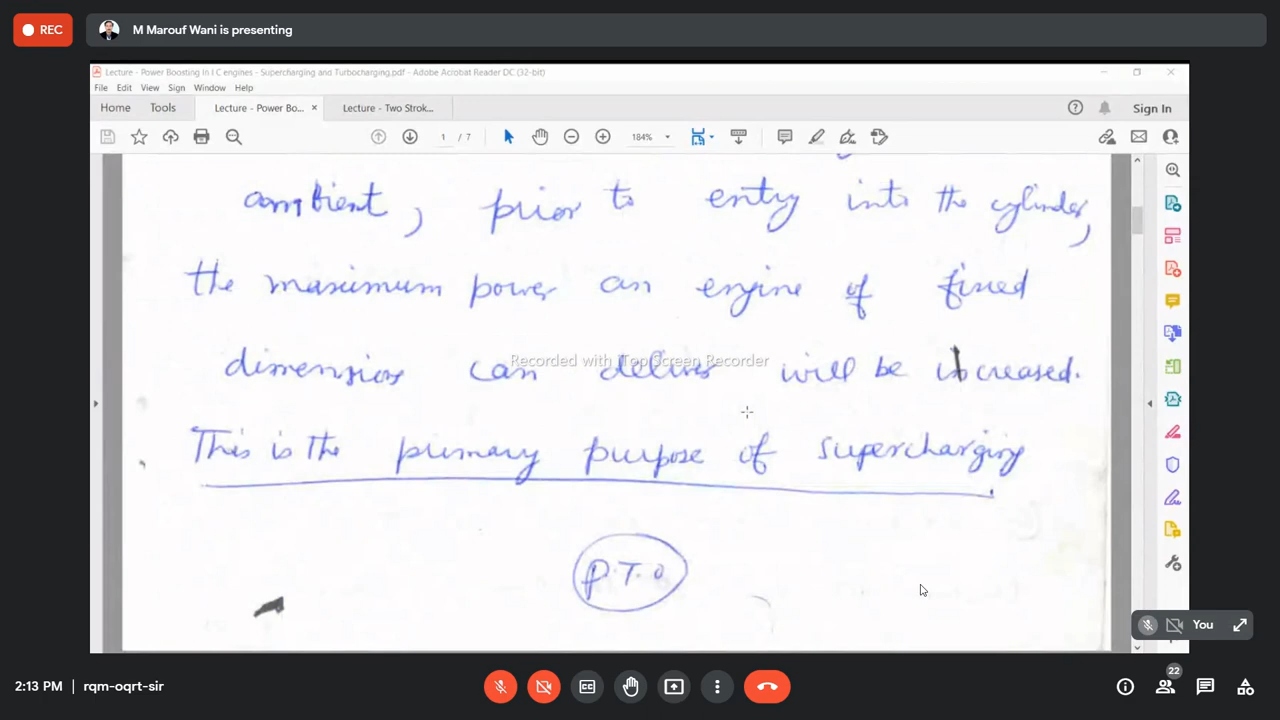 REC
M Marouf Wani is presenting
Lecture - Power Boosting In I C engines - Supercharging and Turbocharging.pdf - Adobe Acrobat Reader DC (32-bit)
File Edit View Sign Window Help
Home Tools Lecture - Power Bo... × Lecture - Two Strok... Sign In
1 / 7 184%
ambient, prior to entry into the cylinder,
the maximum power an engine of fixed
dimensions can deliver will be increased.
Recorded with iTop Screen Recorder
This is the primary purpose of supercharging.
P.T.O
You
2:13 PM | rqm-oqrt-sir
22